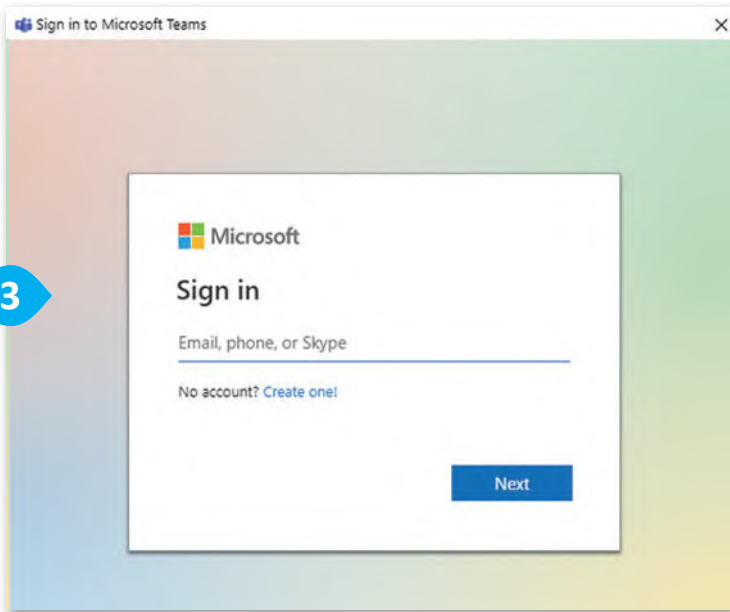 Sign in to Microsoft Teams
Microsoft
3
Sign in
Email, phone, or Skype
No account? Create one!
Next